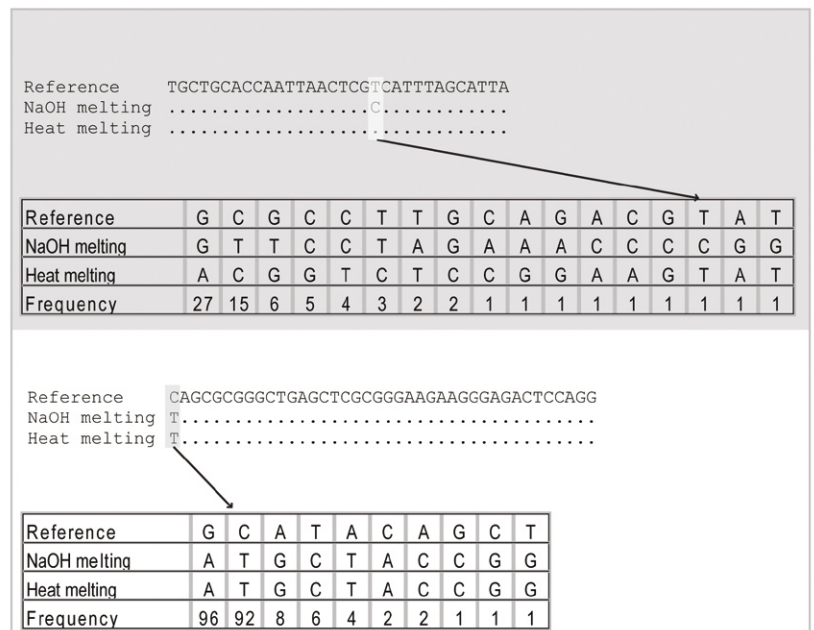 Reference TGCTGCACCAATTAACTCGTCATTTAGCATTA
NaOH melting ...................C............
Heat melting ................................
Reference G C G C C T T G C A G A C G T A T
NaOH melting G T T C C T A G A A A C C C C G G
Heat melting A C G G T C T C C G G A A G T A T
Frequency 27 15 6 5 4 3 2 2 1 1 1 1 1 1 1 1 1
Reference CAGCGCGGGCTGAGCTCGCGGGAAGAAGGGAGACTCCAGG
NaOH melting T.......................................
Heat melting T.......................................
Reference G C A T A C A G C T
NaOH melting A T G C T A C C G G
Heat melting A T G C T A C C G G
Frequency 96 92 8 6 4 2 2 1 1 1